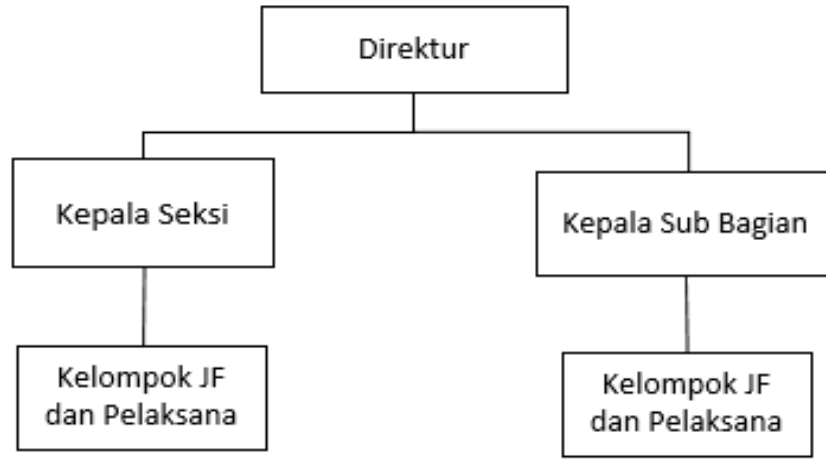 Direktur
Kepala Seksi
Kepala Sub Bagian
Kelompok JF
dan Pelaksana
Kelompok JF
dan Pelaksana